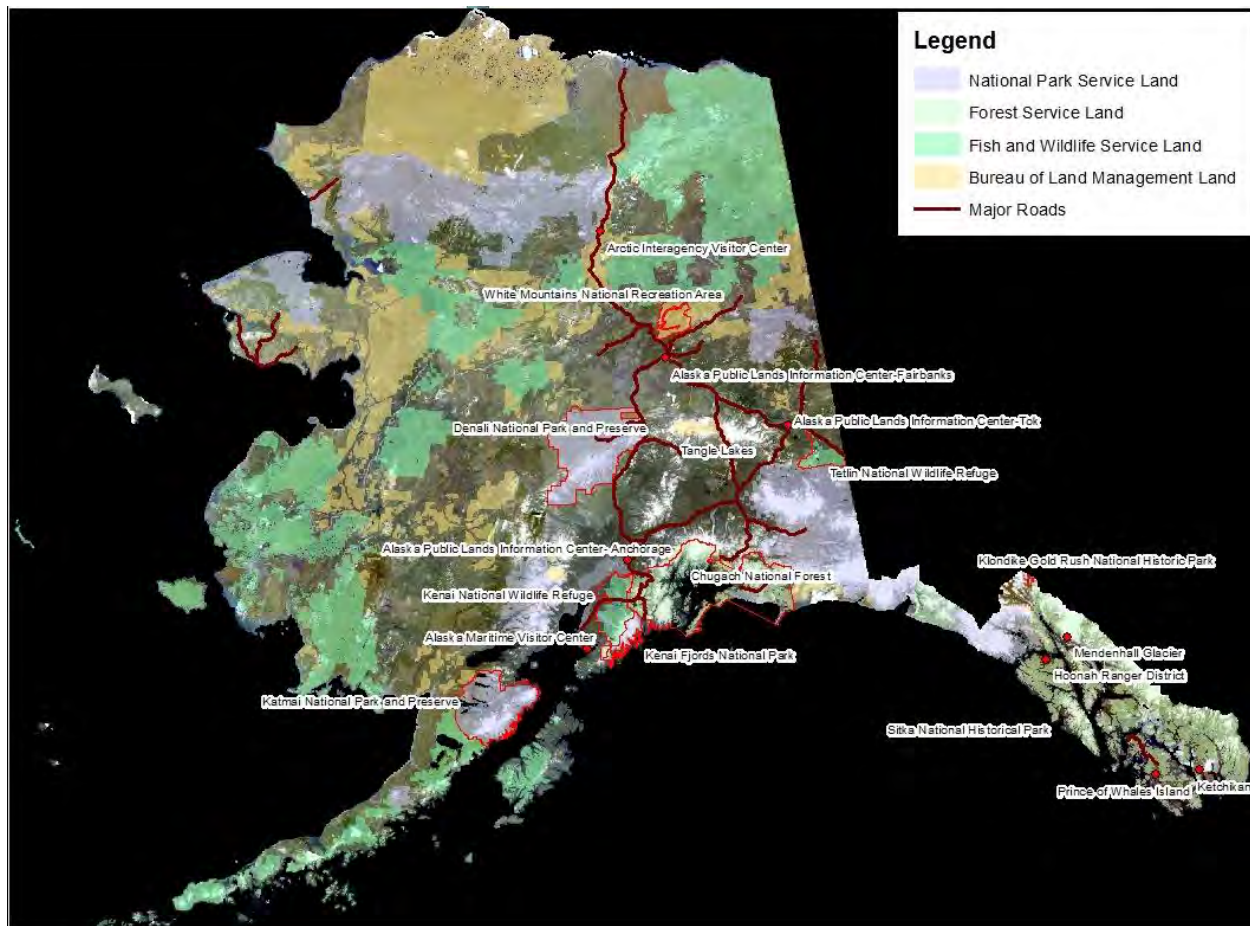 Legend
National Park Service Land
Forest Service Land
Fish and Wildlife Service Land
Bureau of Land Management Land
Major Roads
Arctic Interagency Visitor Center
White Mountains National Recreation Area
Alaska Public Lands Information Center-Fairbanks
Denali National Park and Preserve
Alaska Public Lands Information Center-Tok
Tangle Lakes
Tetlin National Wildlife Refuge
Alaska Public Lands Information Center- Anchorage
Chugach National Forest
Klondike Gold Rush National Historic Park
Kenai National Wildlife Refuge
Alaska Maritime Visitor Center
Kenai Fjords National Park
Mendenhall Glacier
Hoonah Ranger District
Katmai National Park and Preserve
Sitka National Historical Park
Prince of Whales Island
Ketchikan